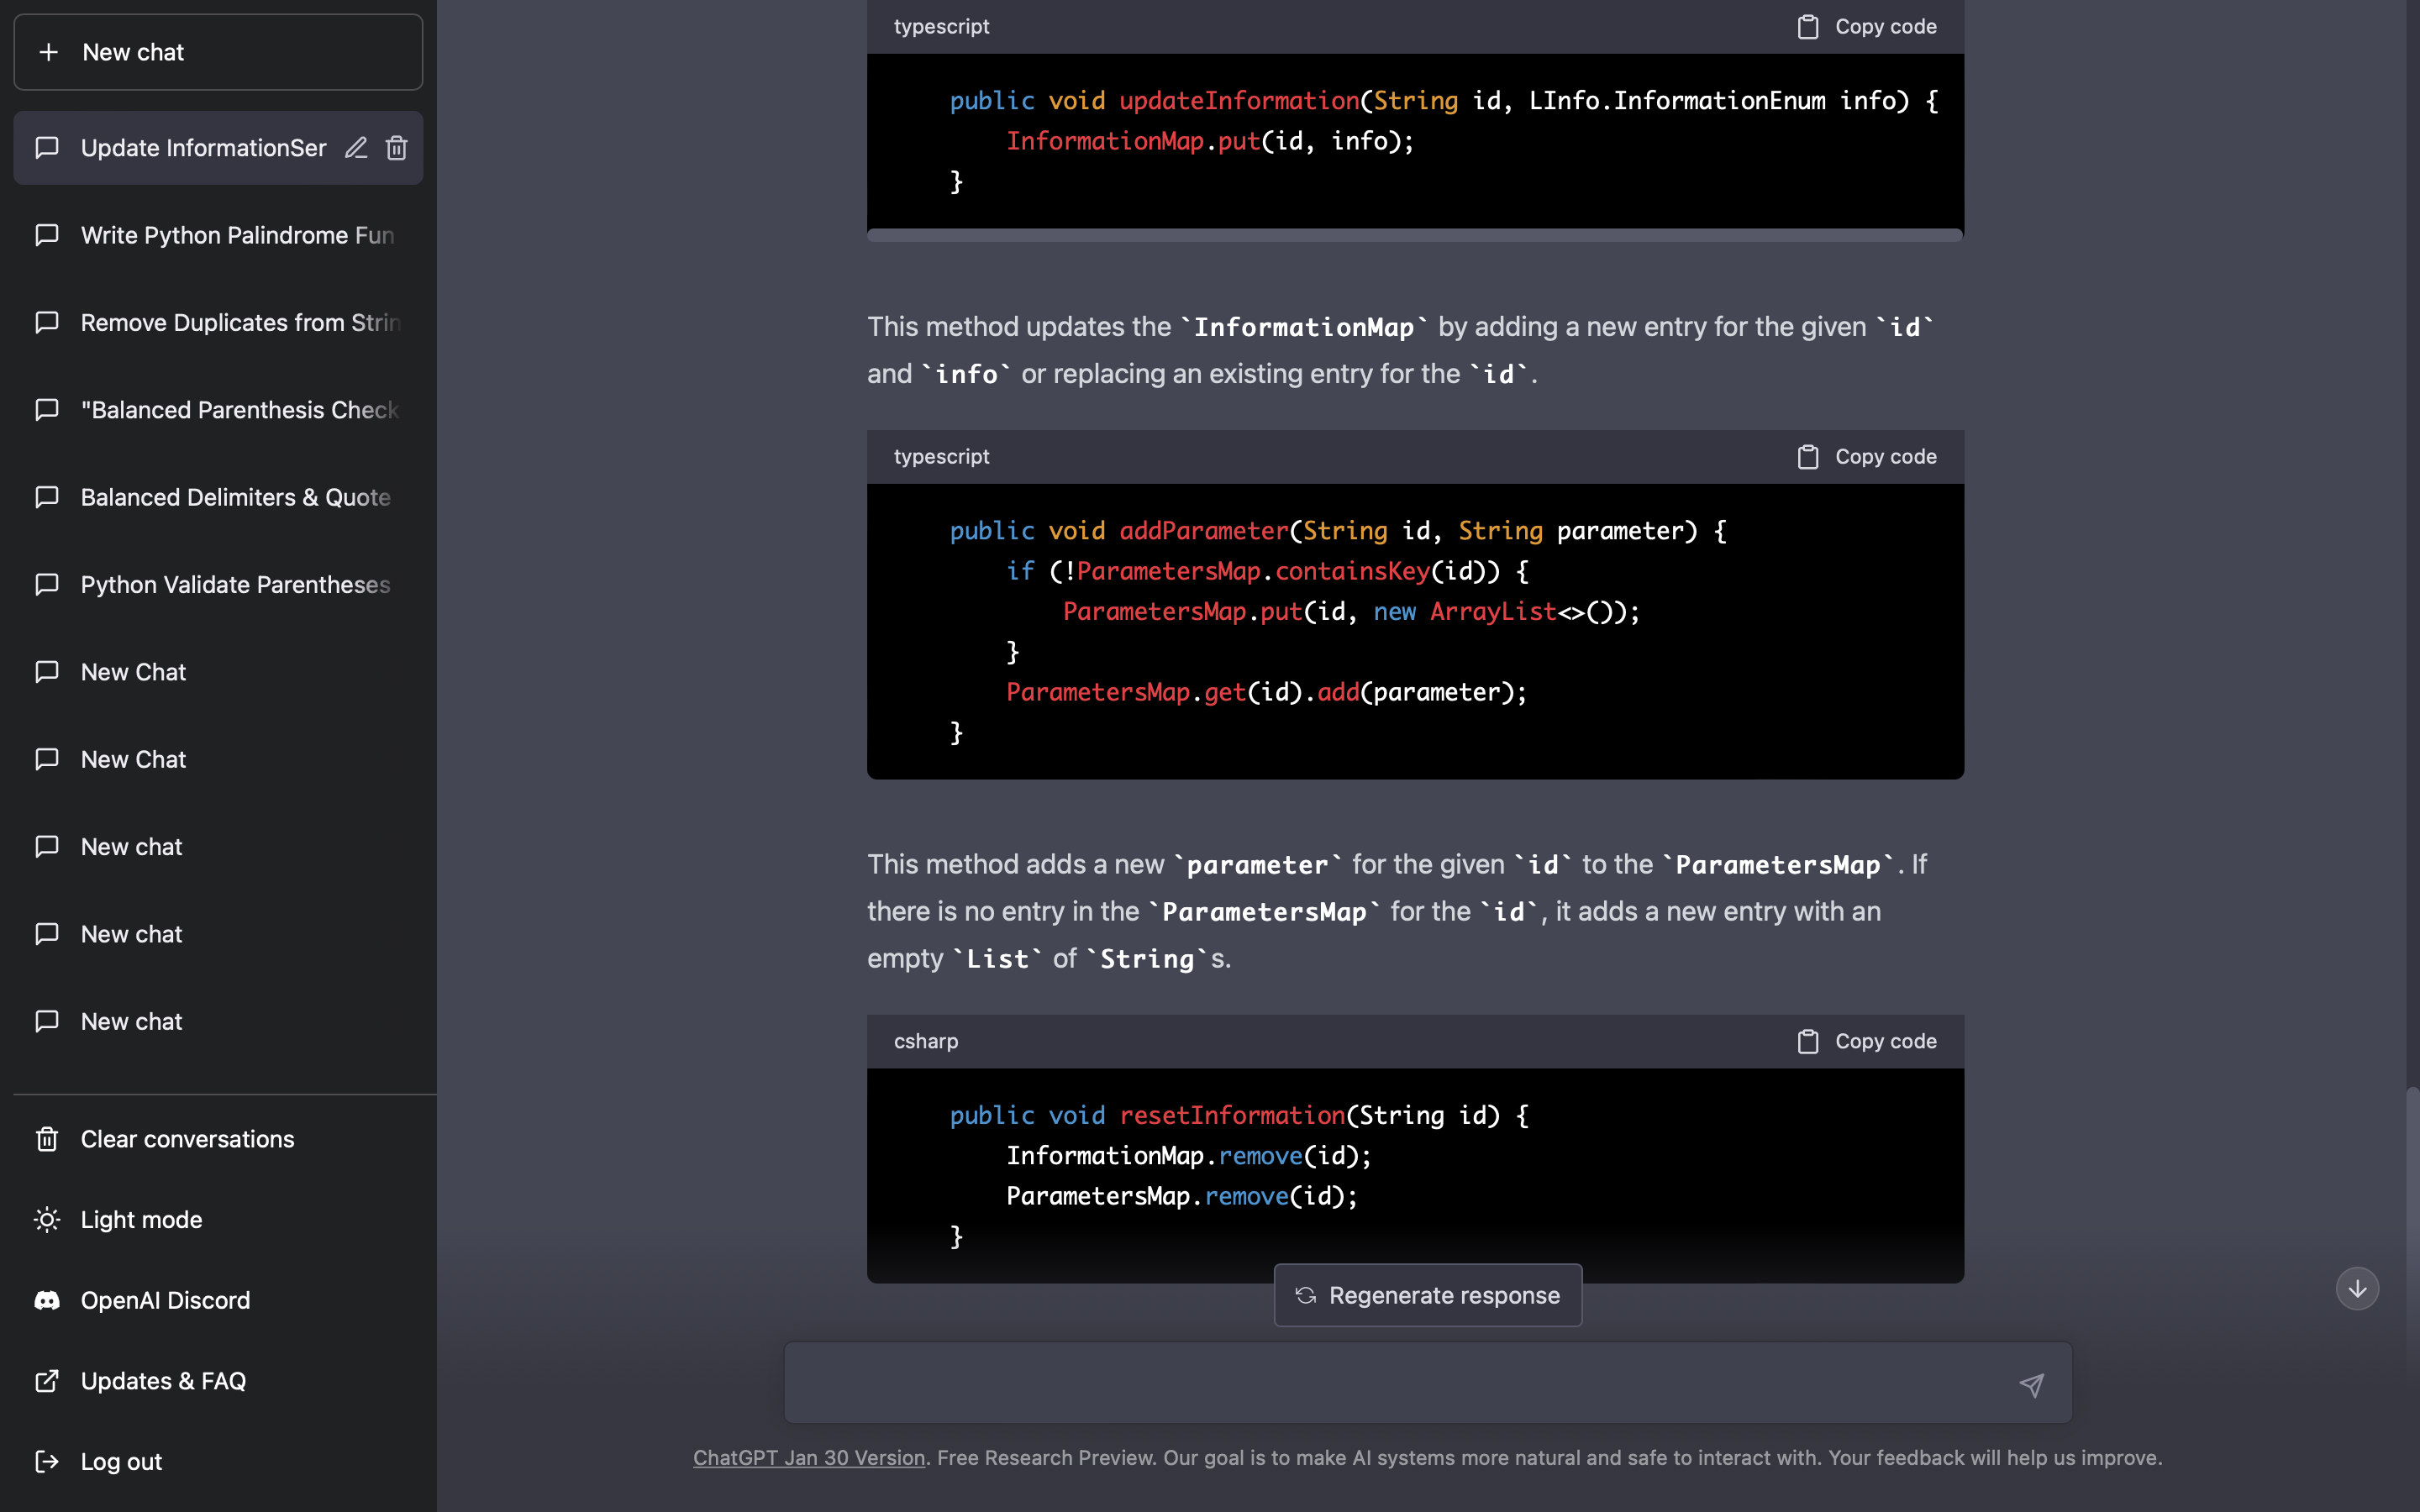 New chat
Update InformationSer
Write Python Palindrome Fun
Remove Duplicates from Strin
"Balanced Parenthesis Check
Balanced Delimiters & Quote
Python Validate Parentheses
New Chat
New Chat
New chat
New chat
New chat
Clear conversations
Light mode
OpenAI Discord
Updates & FAQ
Log out
typescript Copy code
public void updateInformation(String id, LInfo.InformationEnum info) {
InformationMap.put(id, info);
}
This method updates the `InformationMap` by adding a new entry for the given `id`
and `info` or replacing an existing entry for the `id`.
typescript Copy code
public void addParameter(String id, String parameter) {
if (!ParametersMap.containsKey(id)) {
ParametersMap.put(id, new ArrayList<>());
}
ParametersMap.get(id).add(parameter);
}
This method adds a new `parameter` for the given `id` to the `ParametersMap`. If
there is no entry in the `ParametersMap` for the `id`, it adds a new entry with an
empty `List` of `String`s.
csharp Copy code
public void resetInformation(String id) {
InformationMap.remove(id);
ParametersMap.remove(id);
}
Regenerate response
ChatGPT Jan 30 Version. Free Research Preview. Our goal is to make AI systems more natural and safe to interact with. Your feedback will help us improve.